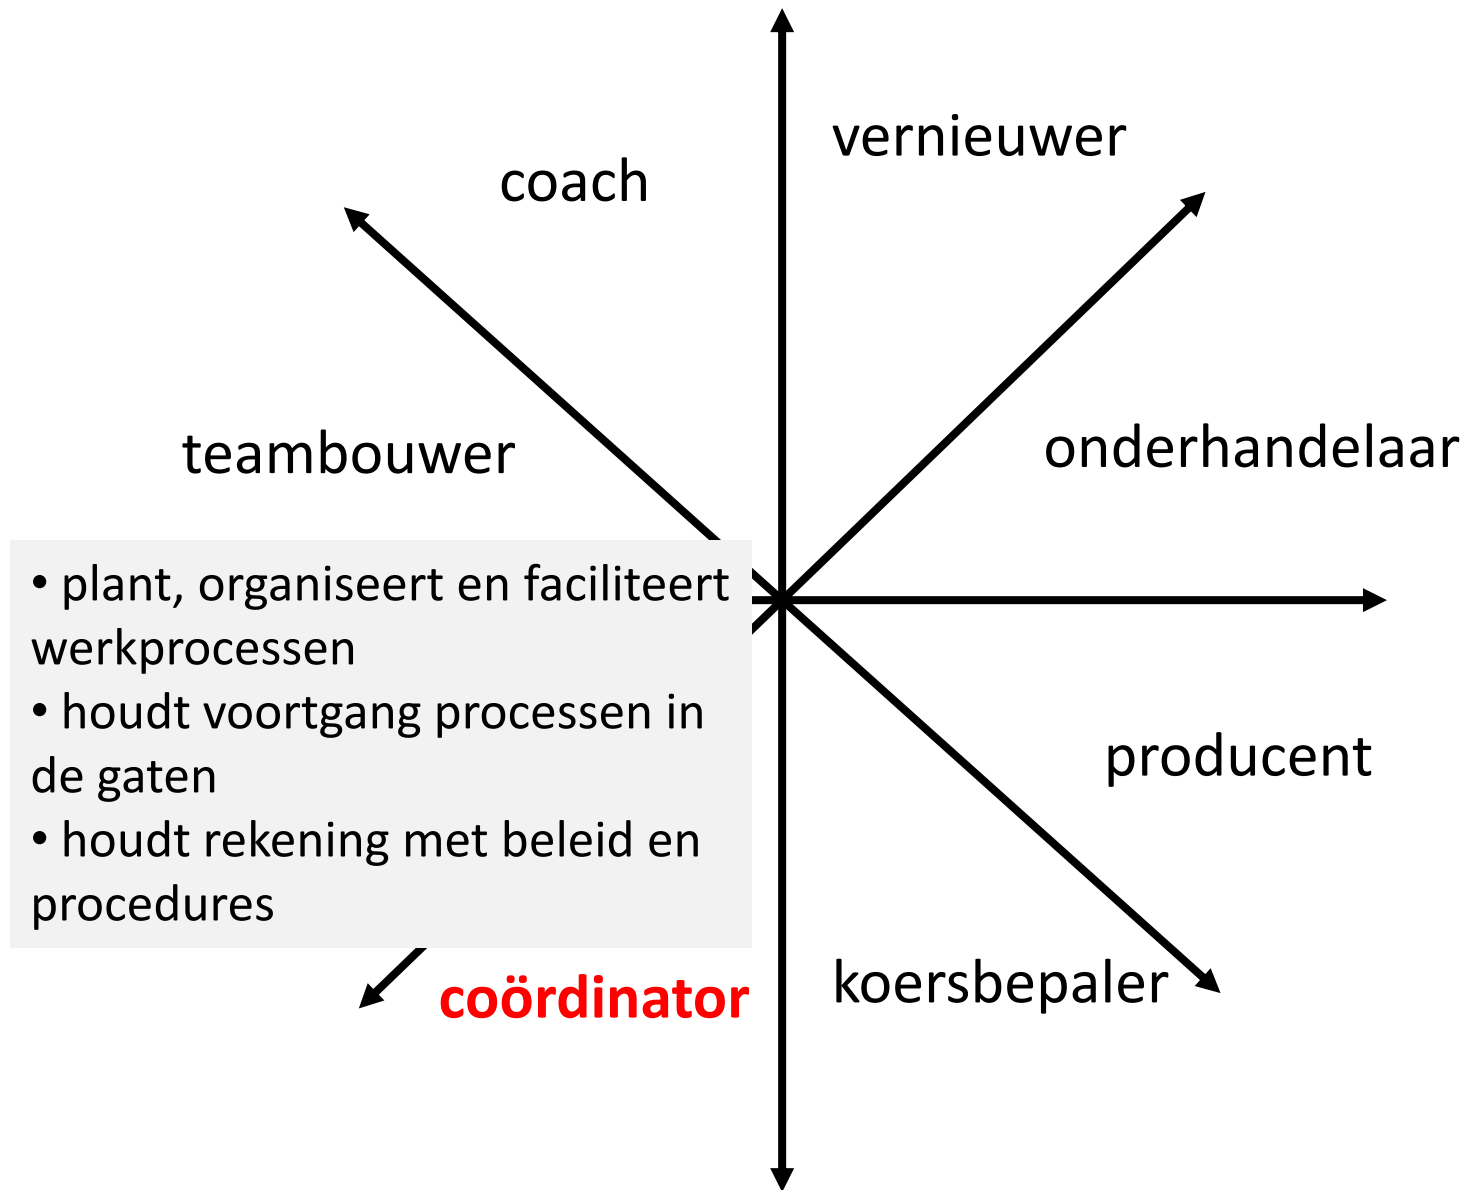 vernieuwer
coach
onderhandelaar
teambouwer
• plant, organiseert en faciliteert
werkprocessen
• houdt voortgang processen in
de gaten
• houdt rekening met beleid en
procedures
producent
koersbepaler
coördinator